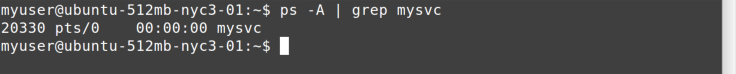 myuser@ubuntu-512mb-nyc3-01:~$ ps -A | grep mysvc
20330 pts/0    00:00:00 mysvc
myuser@ubuntu-512mb-nyc3-01:~$